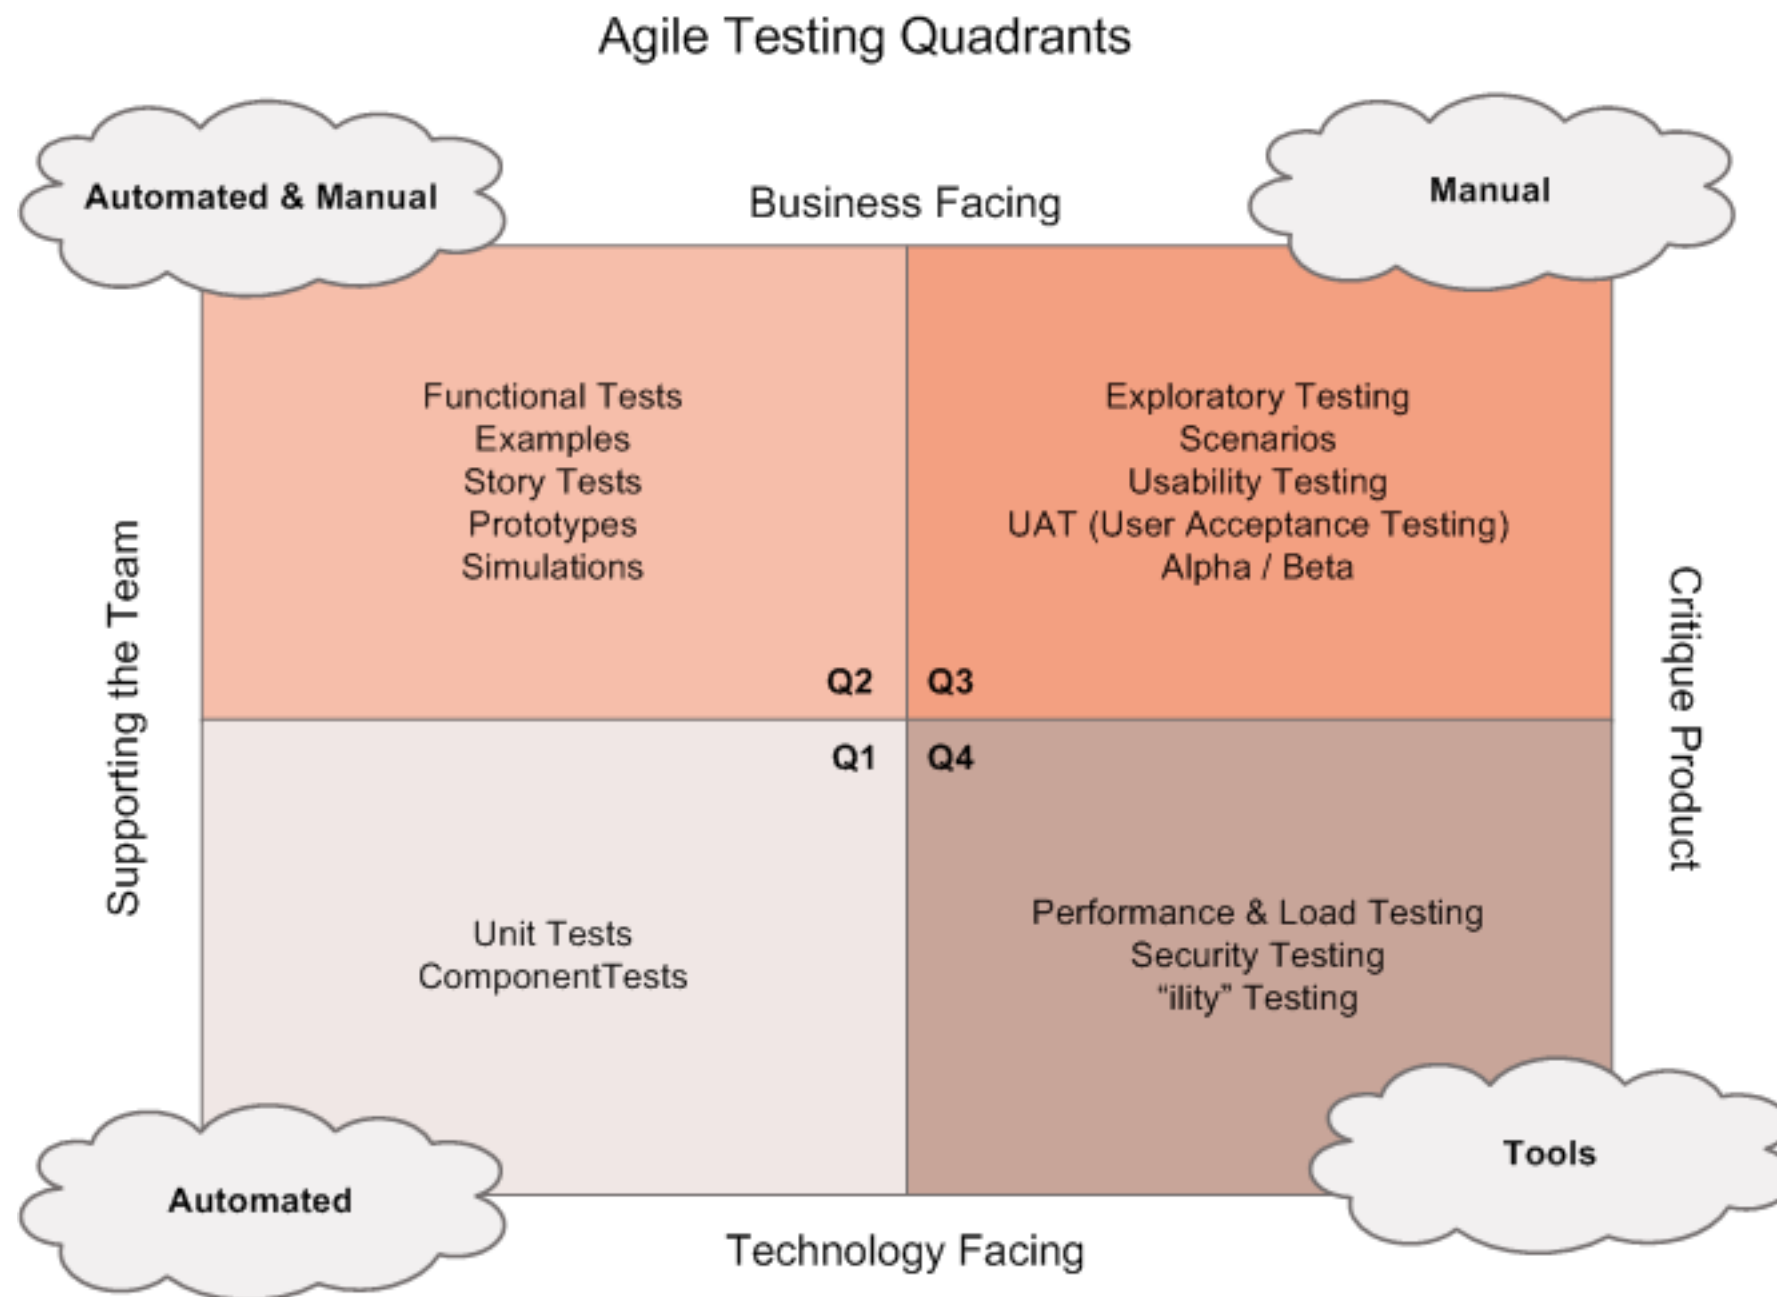 Agile Testing Quadrants
Automated & Manual
Manual
Business Facing
Functional Tests
Examples
Story Tests
Prototypes
Simulations
Q2
Exploratory Testing
Scenarios
Usability Testing
UAT (User Acceptance Testing)
Alpha / Beta
Q3
Supporting the Team
Critique Product
Q1
Unit Tests
ComponentTests
Q4
Performance & Load Testing
Security Testing
“ility” Testing
Automated
Tools
Technology Facing